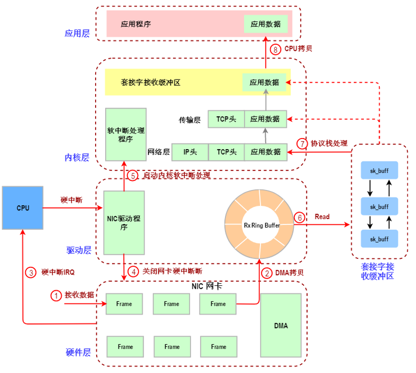 应用程序
应用数据
应用层
⑧ CPU拷贝
套接字接收缓冲区
应用数据
软中断处理
程序
传输层
TCP头
应用数据
网络层
IP头
TCP头
应用数据
内核层
⑦ 协议栈处理
⑤ 启动内核软中断处理
sk_buff
sk_buff
sk_buff
套接字接
收缓冲区
CPU
硬中断
NIC驱动程
序
Rx Ring Buffer
⑥ Read
驱动层
③ 硬中断IRQ
④ 关闭网卡硬中断断
② DMA拷贝
NIC 网卡
① 接收数据
Frame
Frame
Frame
DMA
Frame
Frame
Frame
硬件层